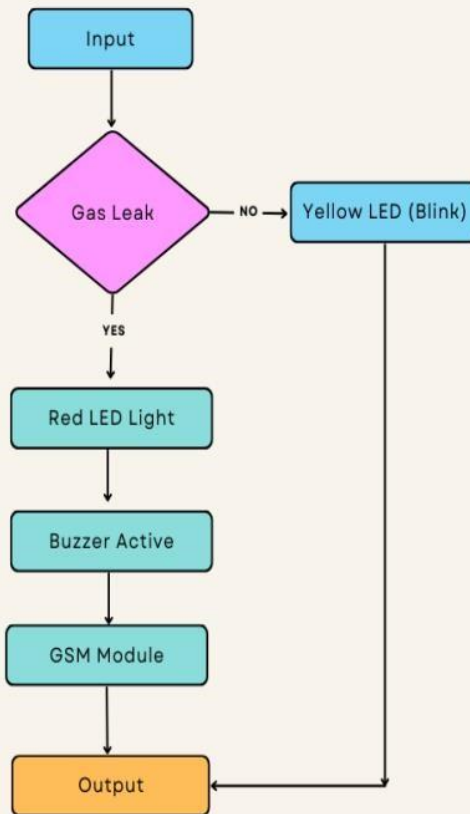 Input
Gas Leak
NO
Yellow LED (Blink)
YES
Red LED Light
Buzzer Active
GSM Module
Output